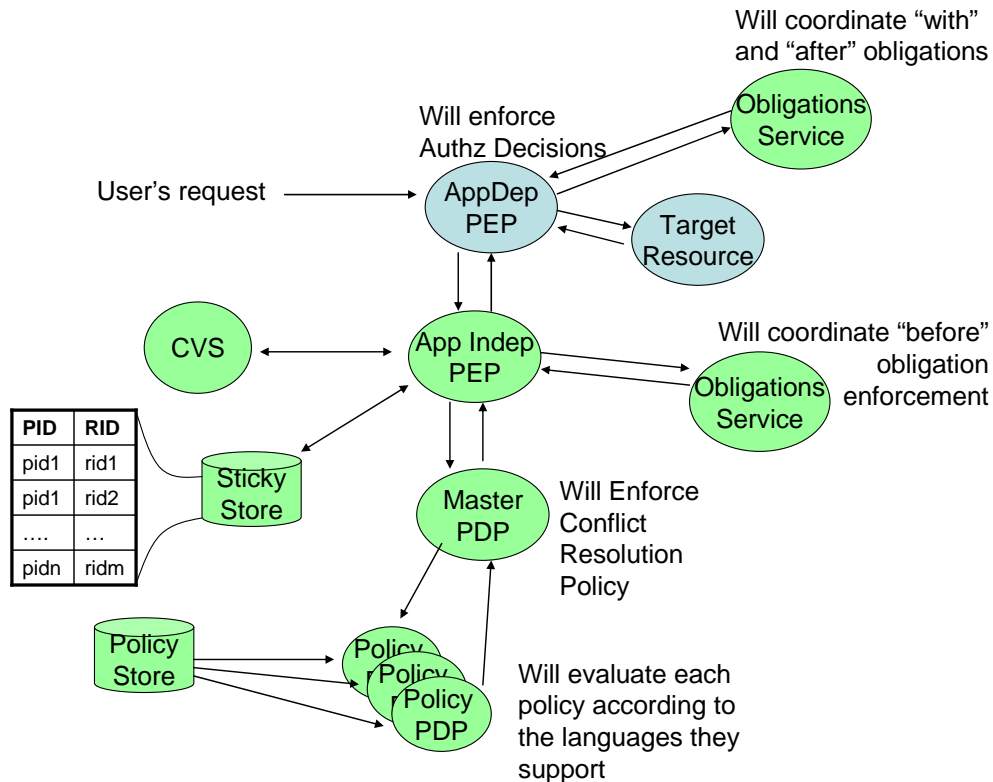 Will coordinate “with”
and “after” obligations
Obligations
Service
Will enforce
Authz Decisions
User's request
AppDep
PEP
Target
Resource
CVS
App Indep
PEP
Will coordinate “before”
obligation
enforcement
Obligations
Service
PID RID
pid1 rid1
pid1 rid2
.... ...
pidn ridm
Sticky
Store
Master
PDP
Will Enforce
Conflict
Resolution
Policy
Policy
Store
Policy
Policy
Policy
PDP
Will evaluate each
policy according to
the languages they
support